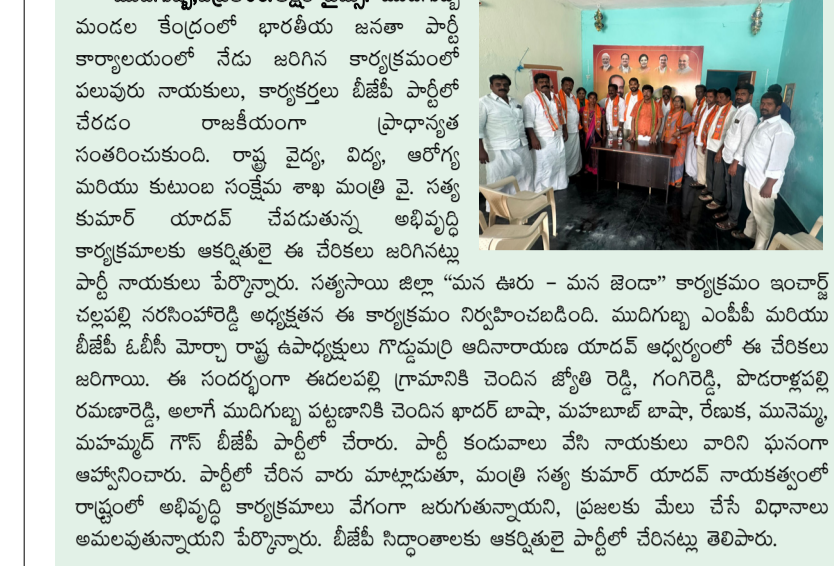 మండల కేంద్రంలో భారతీయ జనతా పార్టీ
కార్యాలయంలో నేడు జరిగిన కార్యక్రమంలో
పలువురు నాయకులు, కార్యకర్తలు బీజేపీ పార్టీలో
చేరడం రాజకీయంగా ప్రాధాన్యత
సంతరించుకుంది. రాష్ట్ర వైద్య, విద్య, ఆరోగ్య
మరియు కుటుంబ సంక్షేమ శాఖ మంత్రి వై. సత్య
కుమార్ యాదవ్ చేపడుతున్న అభివృద్ధి
కార్యక్రమాలకు ఆకర్షితులై ఈ చేరికలు జరిగినట్లు
పార్టీ నాయకులు పేర్కొన్నారు. సత్యసాయి జిల్లా “మన ఊరు – మన జెండా” కార్యక్రమం ఇంచార్జ్
చల్లపల్లి నరసింహారెడ్డి అధ్యక్షతన ఈ కార్యక్రమం నిర్వహించబడింది. ముదిగుబ్బ ఎంపీపీ మరియు
బీజేపీ ఓబీసీ మోర్చా రాష్ట్ర ఉపాధ్యక్షులు గొడ్డుమర్రి ఆదినారాయణ యాదవ్ ఆధ్వర్యంలో ఈ చేరికలు
జరిగాయి. ఈ సందర్భంగా ఈదలపల్లి గ్రామానికి చెందిన జ్యోతి రెడ్డి, గంగిరెడ్డి, పొడరాళ్లపల్లి
రమణారెడ్డి, అలాగే ముదిగుబ్బ పట్టణానికి చెందిన ఖాదర్ బాషా, మహబూబ్ బాషా, రేణుక, మునెమ్మ,
మహమ్మద్ గౌస్ బీజేపీ పార్టీలో చేరారు. పార్టీ కండువాలు వేసి నాయకులు వారిని ఘనంగా
ఆహ్వానించారు. పార్టీలో చేరిన వారు మాట్లాడుతూ, మంత్రి సత్య కుమార్ యాదవ్ నాయకత్వంలో
రాష్ట్రంలో అభివృద్ధి కార్యక్రమాలు వేగంగా జరుగుతున్నాయని, ప్రజలకు మేలు చేసే విధానాలు
అమలవుతున్నాయని పేర్కొన్నారు. బీజేపీ సిద్ధాంతాలకు ఆకర్షితులై పార్టీలో చేరినట్లు తెలిపారు.